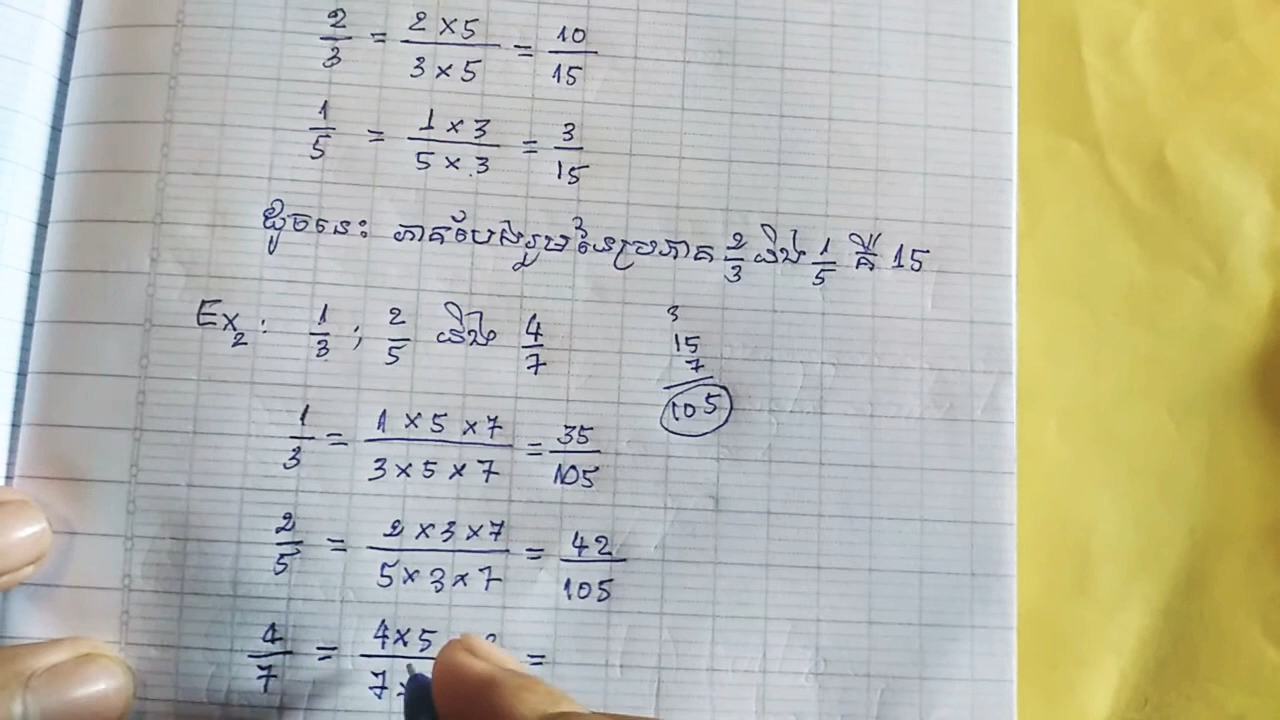 2/3 = 2 × 5 / 3 × 5 = 10/15
1/5 = 1 × 3 / 5 × 3 = 3/15
ដូចនេះ ភាគបែងរួមនៃប្រភាគ 2/3 និង 1/5 គឺ 15
Ex2 : 1/3 ; 2/5 និង 4/7
3
15
7
105
1/3 = 1 × 5 × 7 / 3 × 5 × 7 = 35/105
2/5 = 2 × 3 × 7 / 5 × 3 × 7 = 42/105
4/7 = 4 × 5 / 7 × =